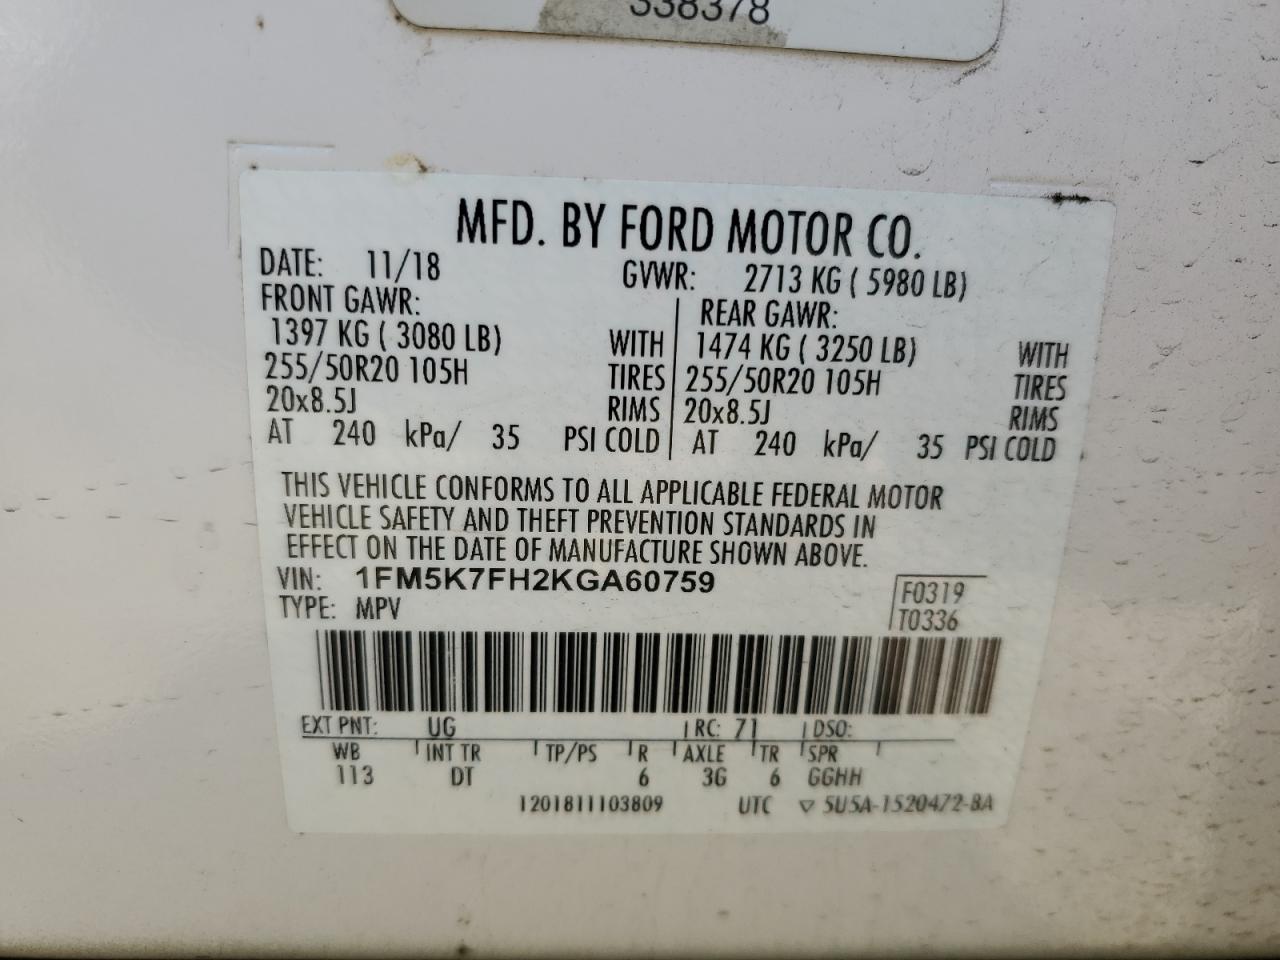 338378
MFD. BY FORD MOTOR CO.
DATE: 11/18 GVWR: 2713 KG ( 5980 LB)
FRONT GAWR: REAR GAWR:
1397 KG ( 3080 LB) WITH 1474 KG ( 3250 LB) WITH
255/50R20 105H TIRES 255/50R20 105H TIRES
20x8.5J RIMS 20x8.5J RIMS
AT 240 kPa/ 35 PSI COLD AT 240 kPa/ 35 PSI COLD
THIS VEHICLE CONFORMS TO ALL APPLICABLE FEDERAL MOTOR
VEHICLE SAFETY AND THEFT PREVENTION STANDARDS IN
EFFECT ON THE DATE OF MANUFACTURE SHOWN ABOVE.
VIN: 1FM5K7FH2KGA60759 F0319
TYPE: MPV T0336
EXT PNT: UG RC: 71 DSO:
WB INT TR TP/PS R AXLE TR SPR
113 DT 6 3G 6 GGHH
1201811103809 UTC ▽ 5U5A-1520472-BA